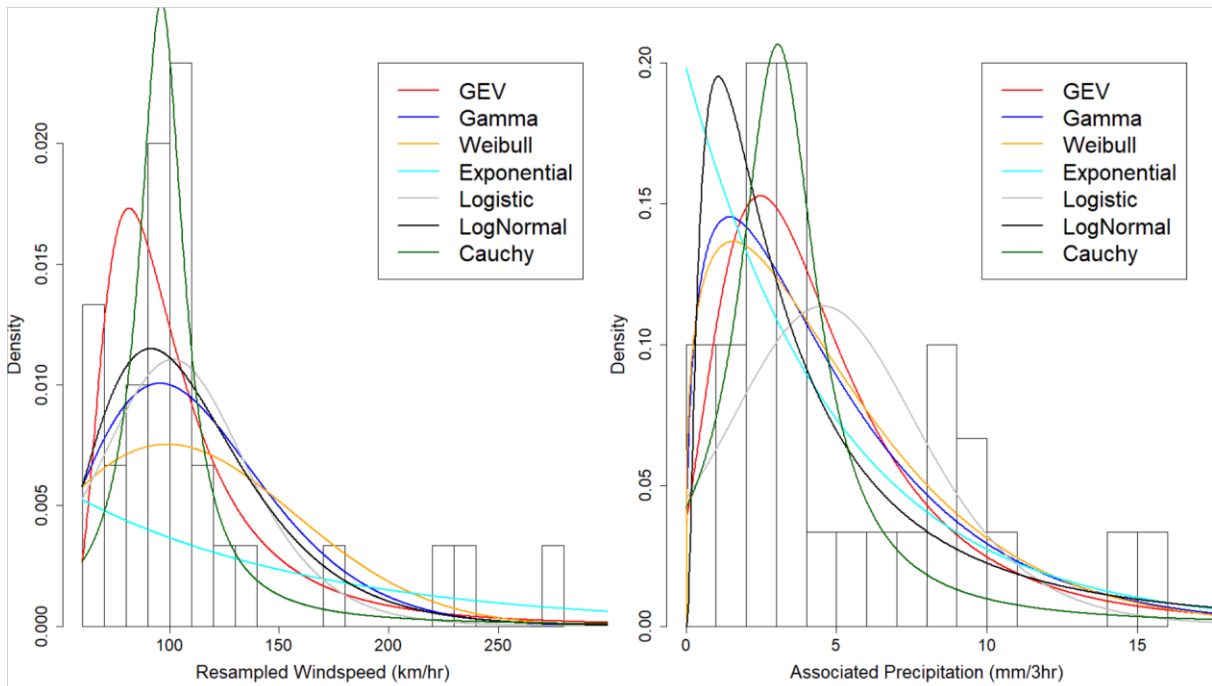 Density
0.000
0.005
0.010
0.015
0.020
100
150
200
250
Resampled Windspeed (km/hr)
GEV
Gamma
Weibull
Exponential
Logistic
LogNormal
Cauchy
Density
0.00
0.05
0.10
0.15
0.20
0
5
10
15
Associated Precipitation (mm/3hr)
GEV
Gamma
Weibull
Exponential
Logistic
LogNormal
Cauchy